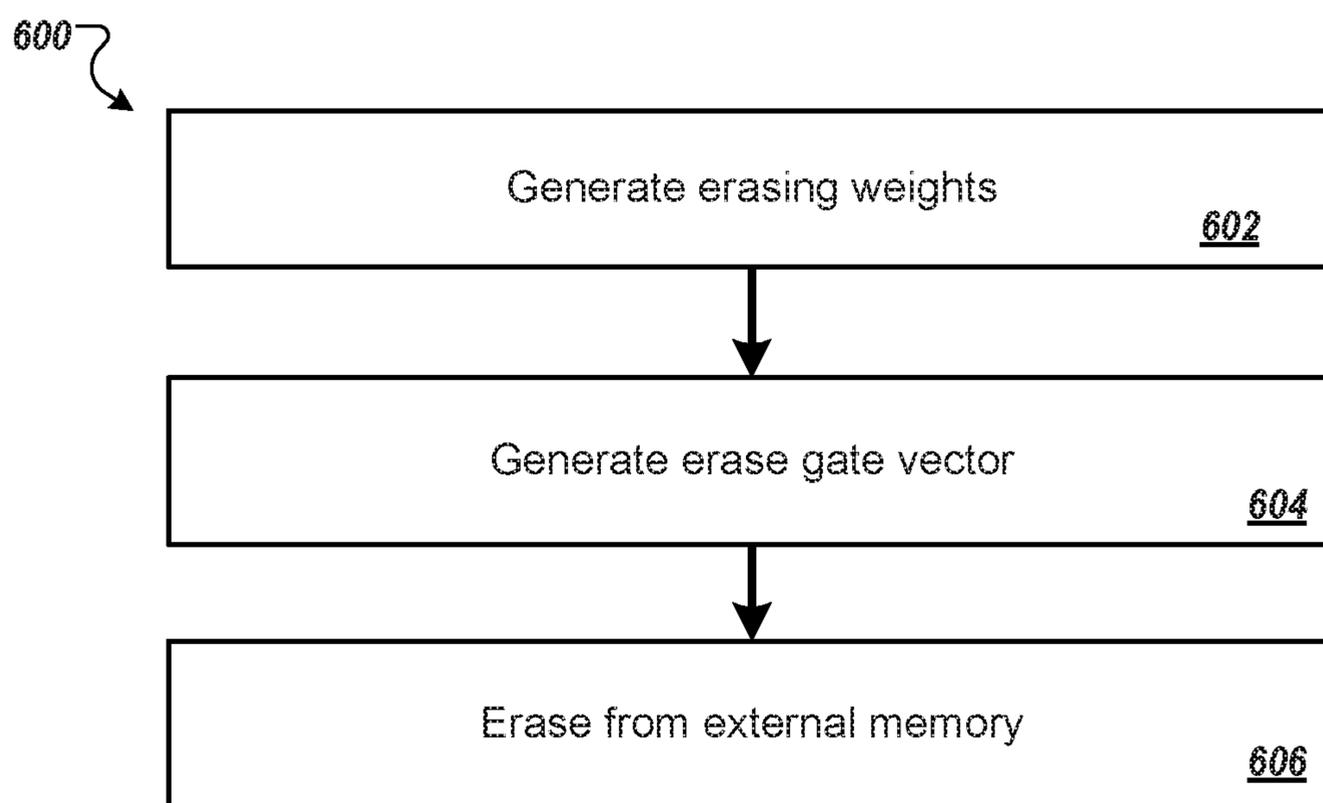 600
Generate erasing weights
602
Generate erase gate vector
604
Erase from external memory
606